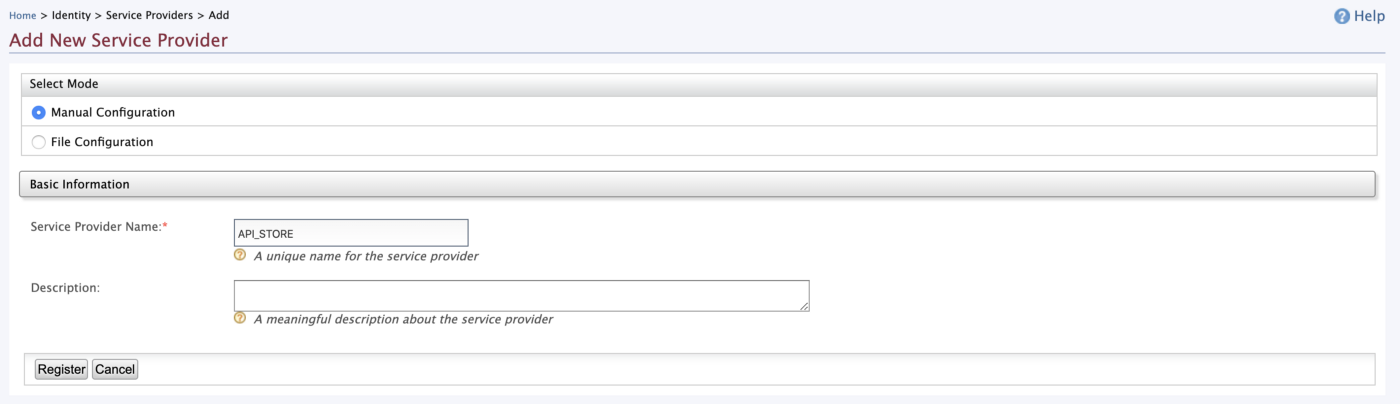 Home > Identity > Service Providers > Add
? Help
Add New Service Provider
Select Mode
Manual Configuration
File Configuration
Basic Information
Service Provider Name:*
API_STORE
? A unique name for the service provider
Description:
? A meaningful description about the service provider
Register Cancel